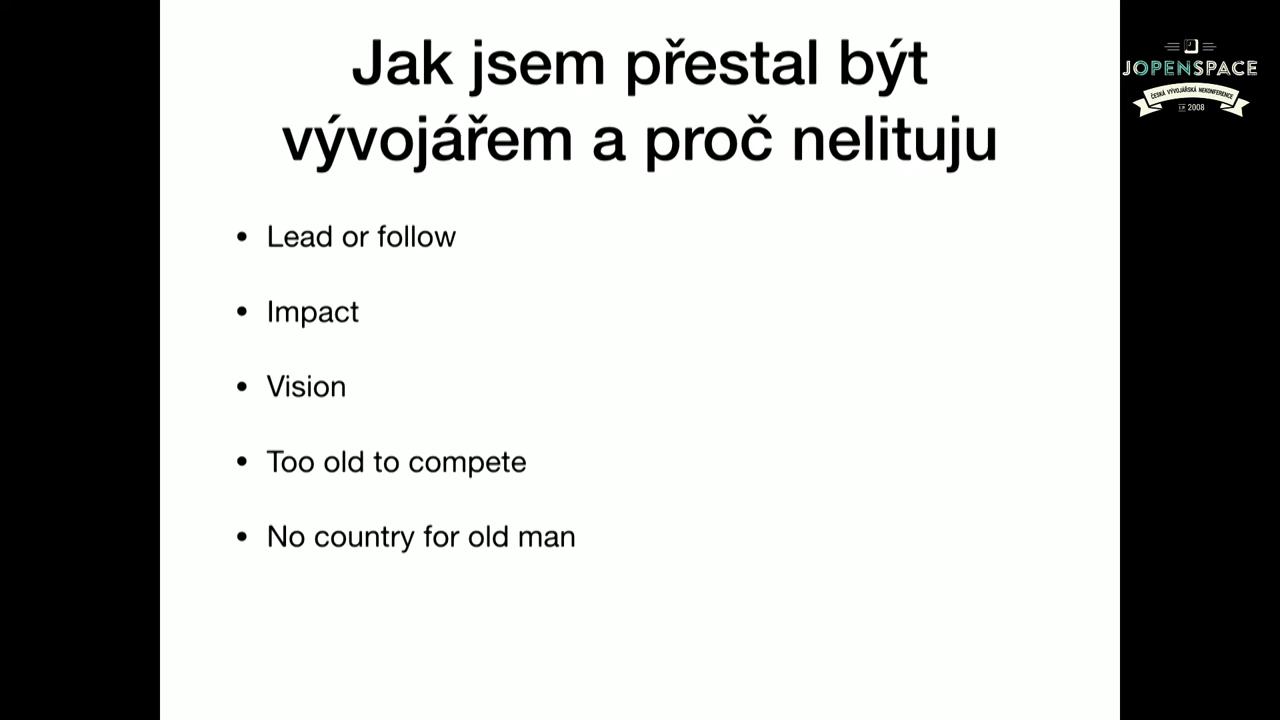 Jak jsem přestal být
vývojářem a proč nelituju
• Lead or follow
• Impact
• Vision
• Too old to compete
• No country for old man
JOPENSPACE
ČESKÁ VÝVOJÁŘSKÁ NEKONFERENCE
2008